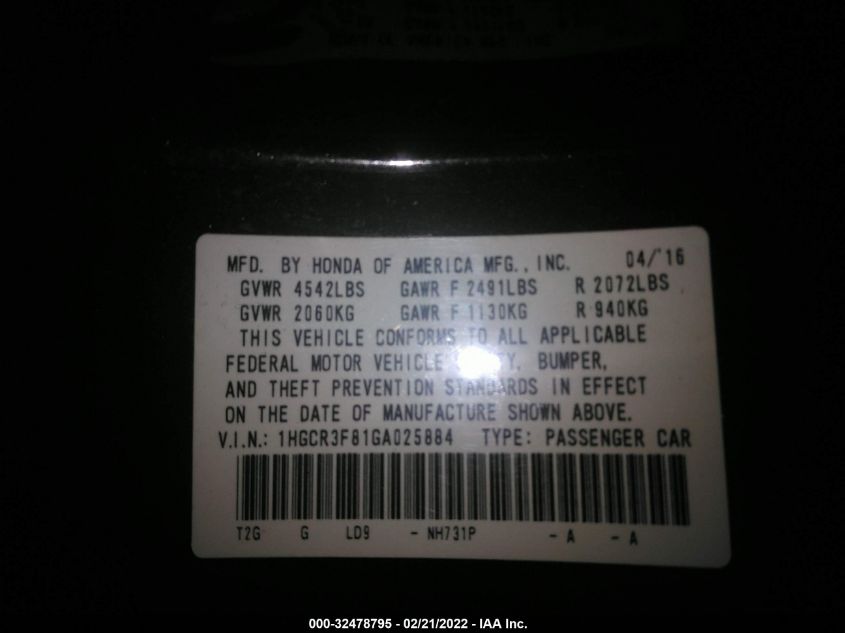 MFD. BY HONDA OF AMERICA MFG., INC. 04/'16
GVWR 4542LBS GAWR F 2491LBS R 2072LBS
GVWR 2060KG GAWR F 1130KG R 940KG
THIS VEHICLE CONFORMS TO ALL APPLICABLE
FEDERAL MOTOR VEHICLE BUMPER,
AND THEFT PREVENTION STANDARDS IN EFFECT
ON THE DATE OF MANUFACTURE SHOWN ABOVE.
V.I.N.: 1HGCR3F81GA025884 TYPE: PASSENGER CAR
T2G G LD9 - NH731P - A - A
000-32478795 - 02/21/2022 - IAA Inc.